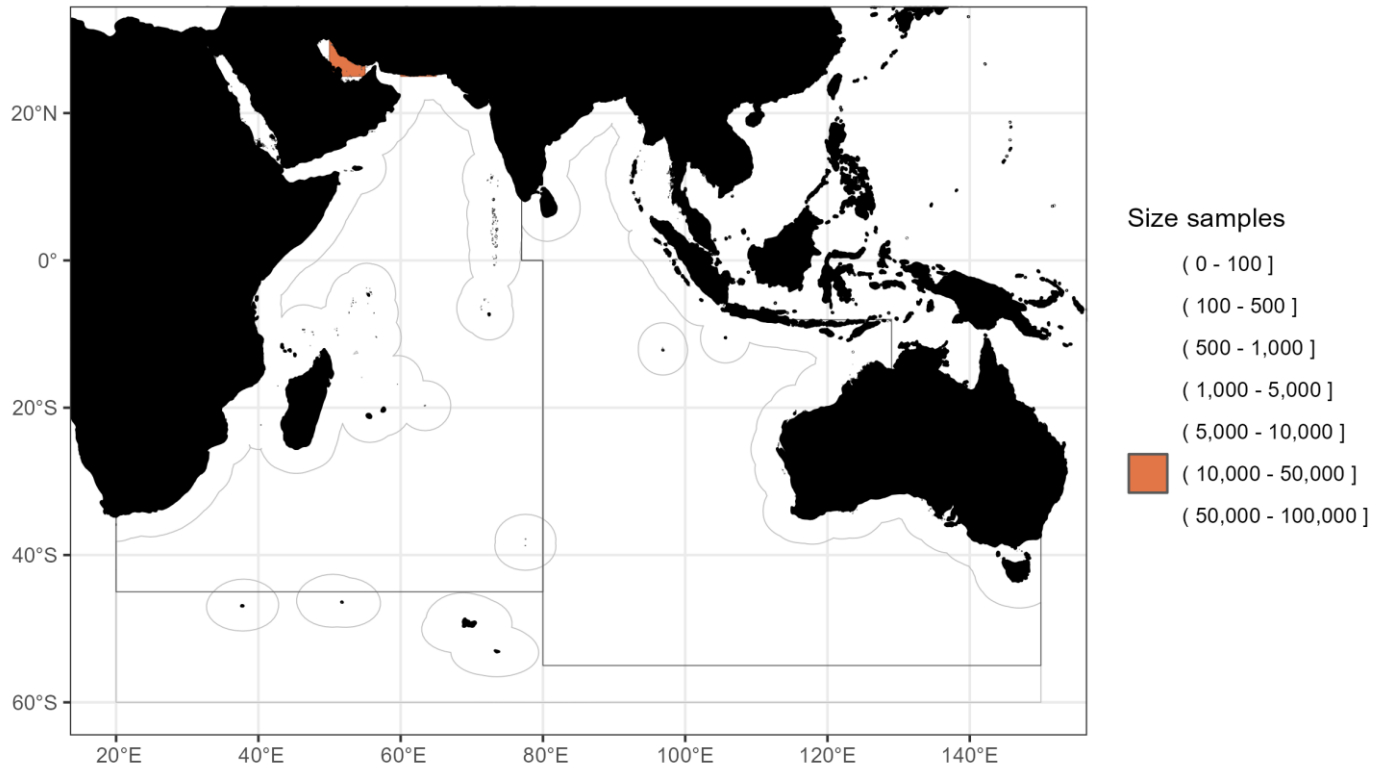 20°N
0°
20°S
40°S
60°S
20°E
40°E
60°E
80°E
100°E
120°E
140°E
Size samples
( 0 - 100 ]
( 100 - 500 ]
( 500 - 1,000 ]
( 1,000 - 5,000 ]
( 5,000 - 10,000 ]
( 10,000 - 50,000 ]
( 50,000 - 100,000 ]